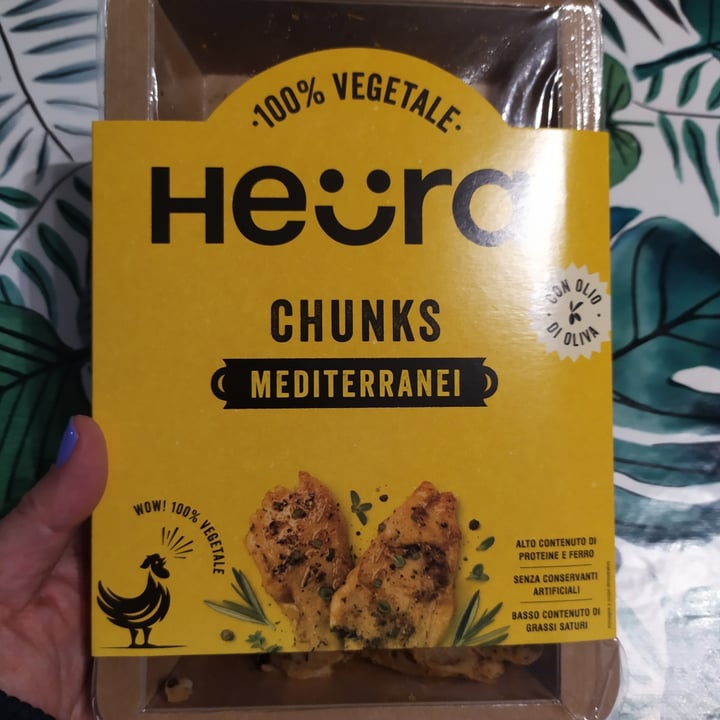 ·100% VEGETALE·
Heüra
CHUNKS
MEDITERRANEI
CON OLIO
DI OLIVA
WOW! 100% VEGETALE
ALTO CONTENUTO DI
PROTEINE E FERRO
SENZA CONSERVANTI
ARTIFICIALI
BASSO CONTENUTO DI
GRASSI SATURI